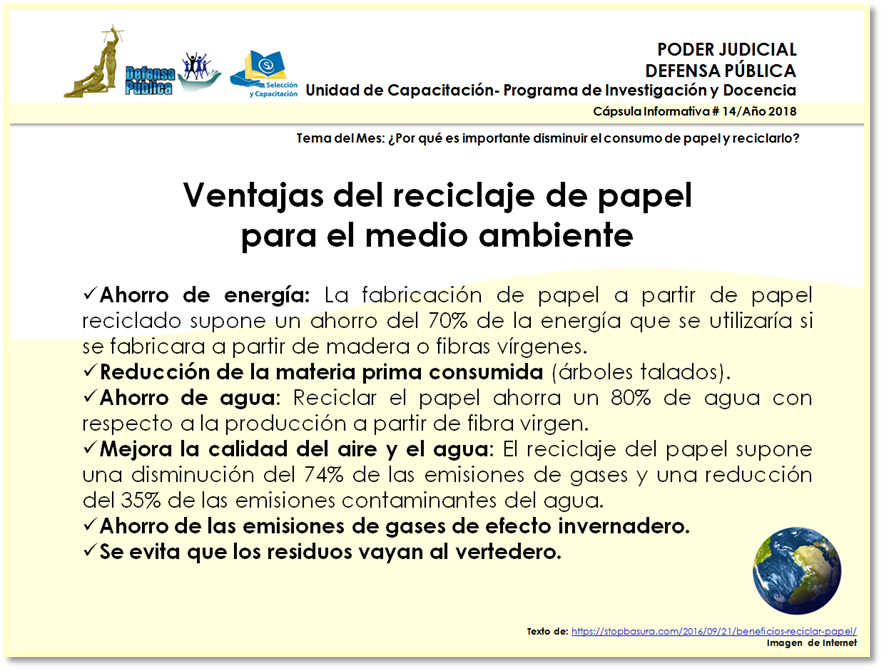 Defensa
Pública
Selección
y Capacitación
PODER JUDICIAL
DEFENSA PÚBLICA
Unidad de Capacitación- Programa de Investigación y Docencia
Cápsula Informativa # 14/Año 2018
Tema del Mes: ¿Por qué es importante disminuir el consumo de papel y reciclarlo?
Ventajas del reciclaje de papel
para el medio ambiente
✓Ahorro de energía: La fabricación de papel a partir de papel
reciclado supone un ahorro del 70% de la energía que se utilizaría si
se fabricara a partir de madera o fibras vírgenes.
✓Reducción de la materia prima consumida (árboles talados).
✓Ahorro de agua: Reciclar el papel ahorra un 80% de agua con
respecto a la producción a partir de fibra virgen.
✓Mejora la calidad del aire y el agua: El reciclaje del papel supone
una disminución del 74% de las emisiones de gases y una reducción
del 35% de las emisiones contaminantes del agua.
✓Ahorro de las emisiones de gases de efecto invernadero.
✓Se evita que los residuos vayan al vertedero.
Texto de: https://stopbasura.com/2016/09/21/beneficios-reciclar-papel/
Imagen de Internet